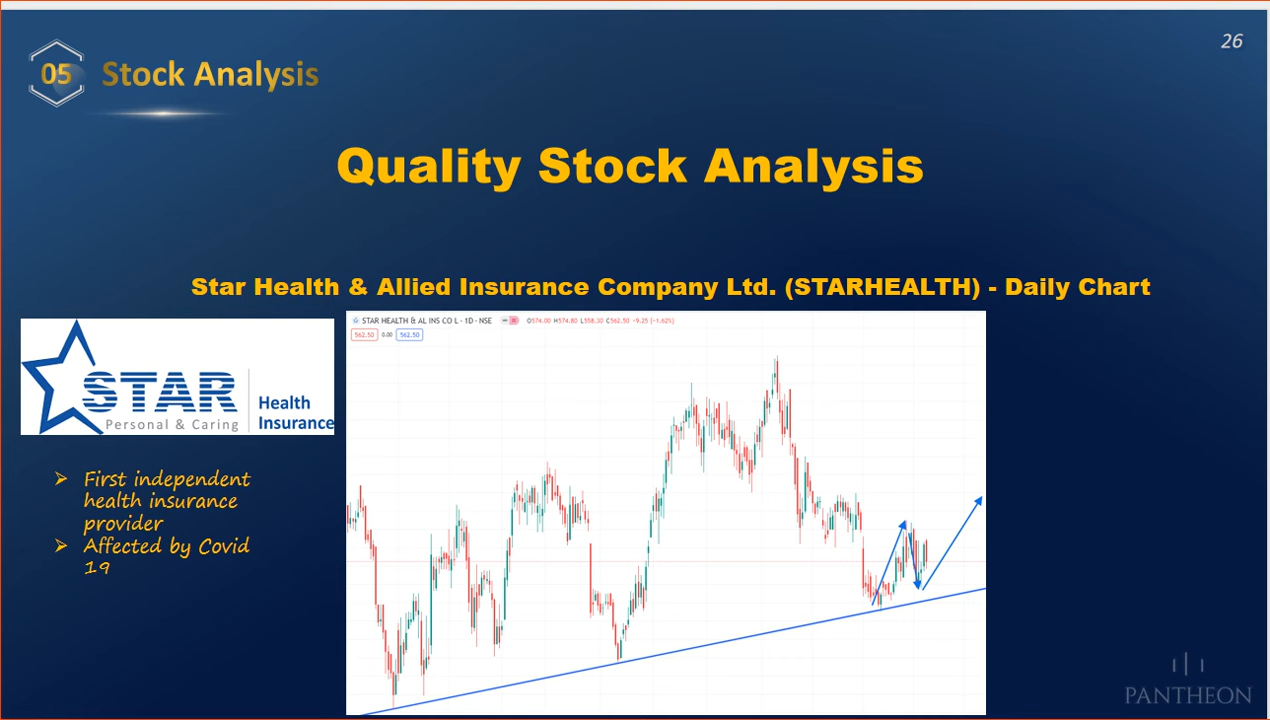 26
05 Stock Analysis
Quality Stock Analysis
Star Health & Allied Insurance Company Ltd. (STARHEALTH) - Daily Chart
STAR HEALTH & AL INS CO L · 1D · NSE O574.00 H574.80 L558.30 C562.50 -9.25 (-1.62%)
562.50 0.00 562.50
STAR
Health
Personal & Caring
Insurance
First independent
health insurance
provider
Affected by Covid
19
PANTHEON